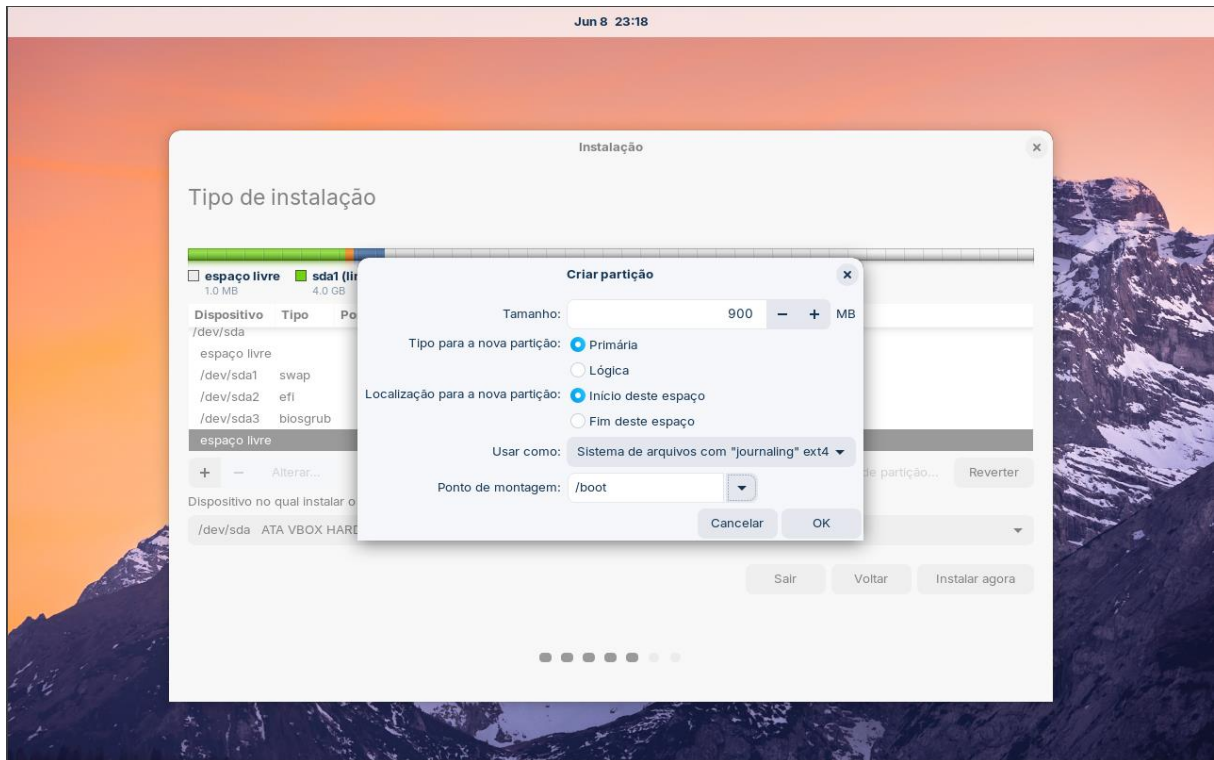 Jun 8 23:18
Instalação
Tipo de instalação
espaço livre sda1 (lin
1.0 MB 4.0 GB
Dispositivo Tipo Po
/dev/sda
espaço livre
/dev/sda1 swap
/dev/sda2 efi
/dev/sda3 biosgrub
espaço livre
+ − Alterar... de partição... Reverter
Dispositivo no qual instalar o
/dev/sda ATA VBOX HARD
Sair Voltar Instalar agora
Criar partição
Tamanho: 900 − + MB
Tipo para a nova partição: Primária
Lógica
Localização para a nova partição: Início deste espaço
Fim deste espaço
Usar como: Sistema de arquivos com "journaling" ext4
Ponto de montagem: /boot
Cancelar OK